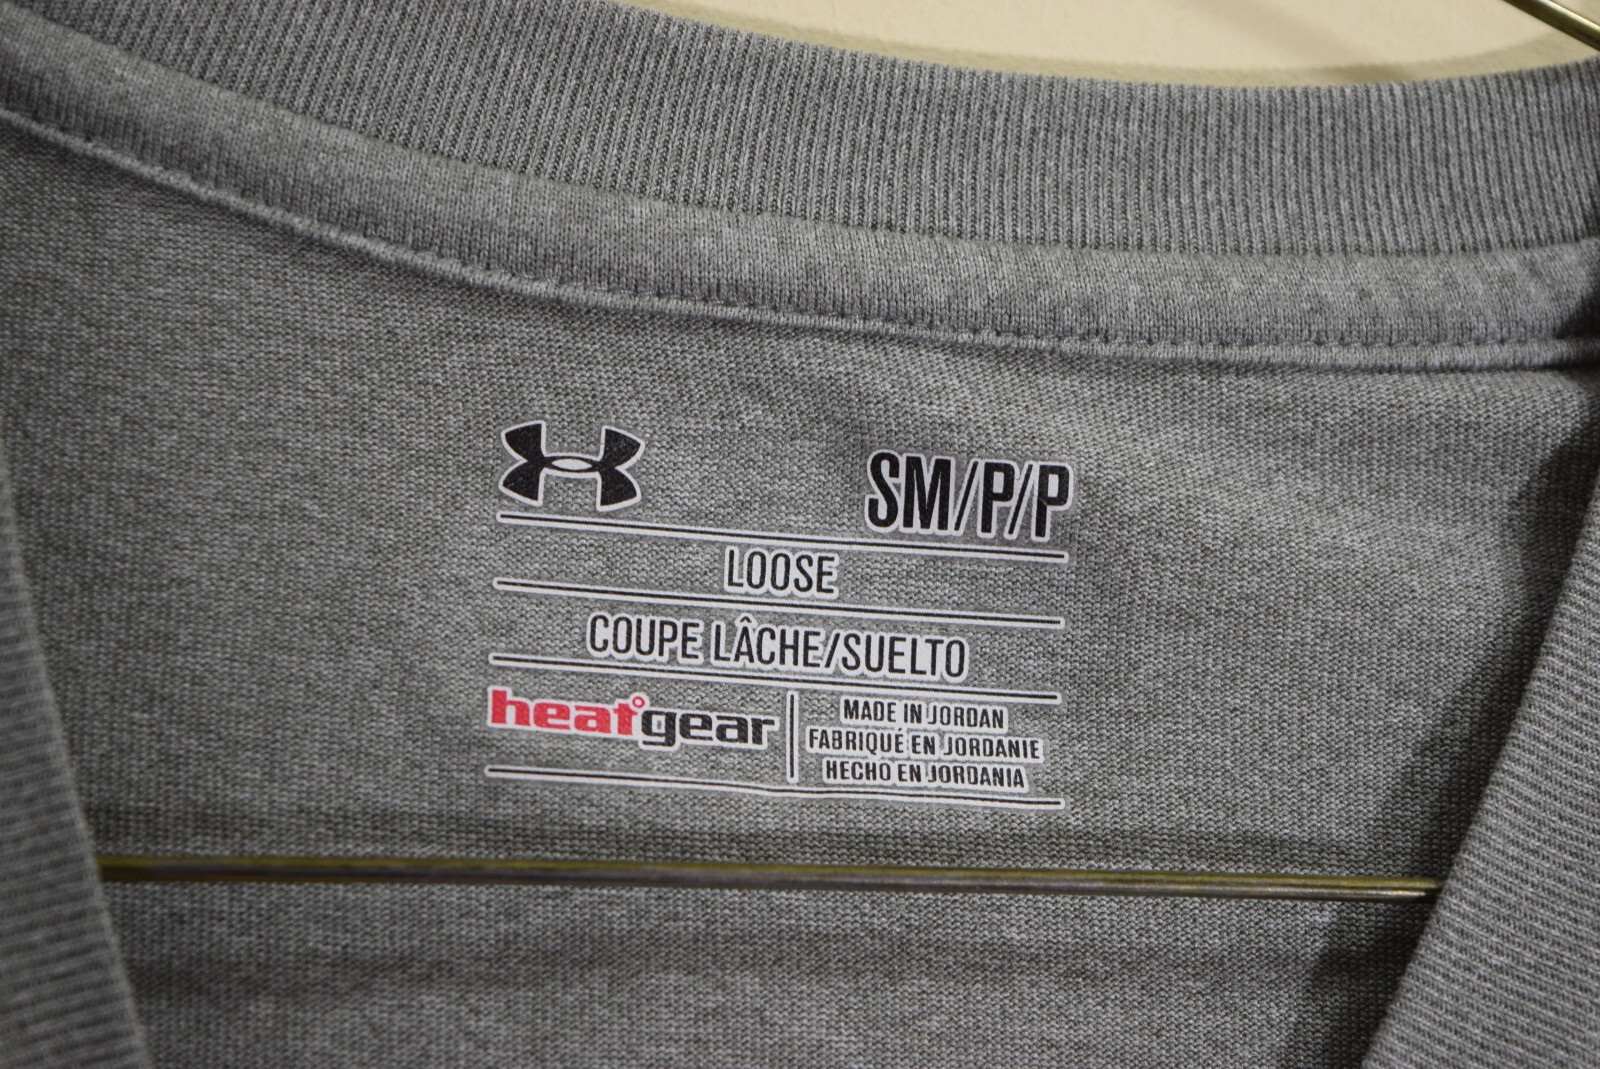 SM/P/P
LOOSE
COUPE LÂCHE/SUELTO
heatgear
MADE IN JORDAN
FABRIQUÉ EN JORDANIE
HECHO EN JORDANIA